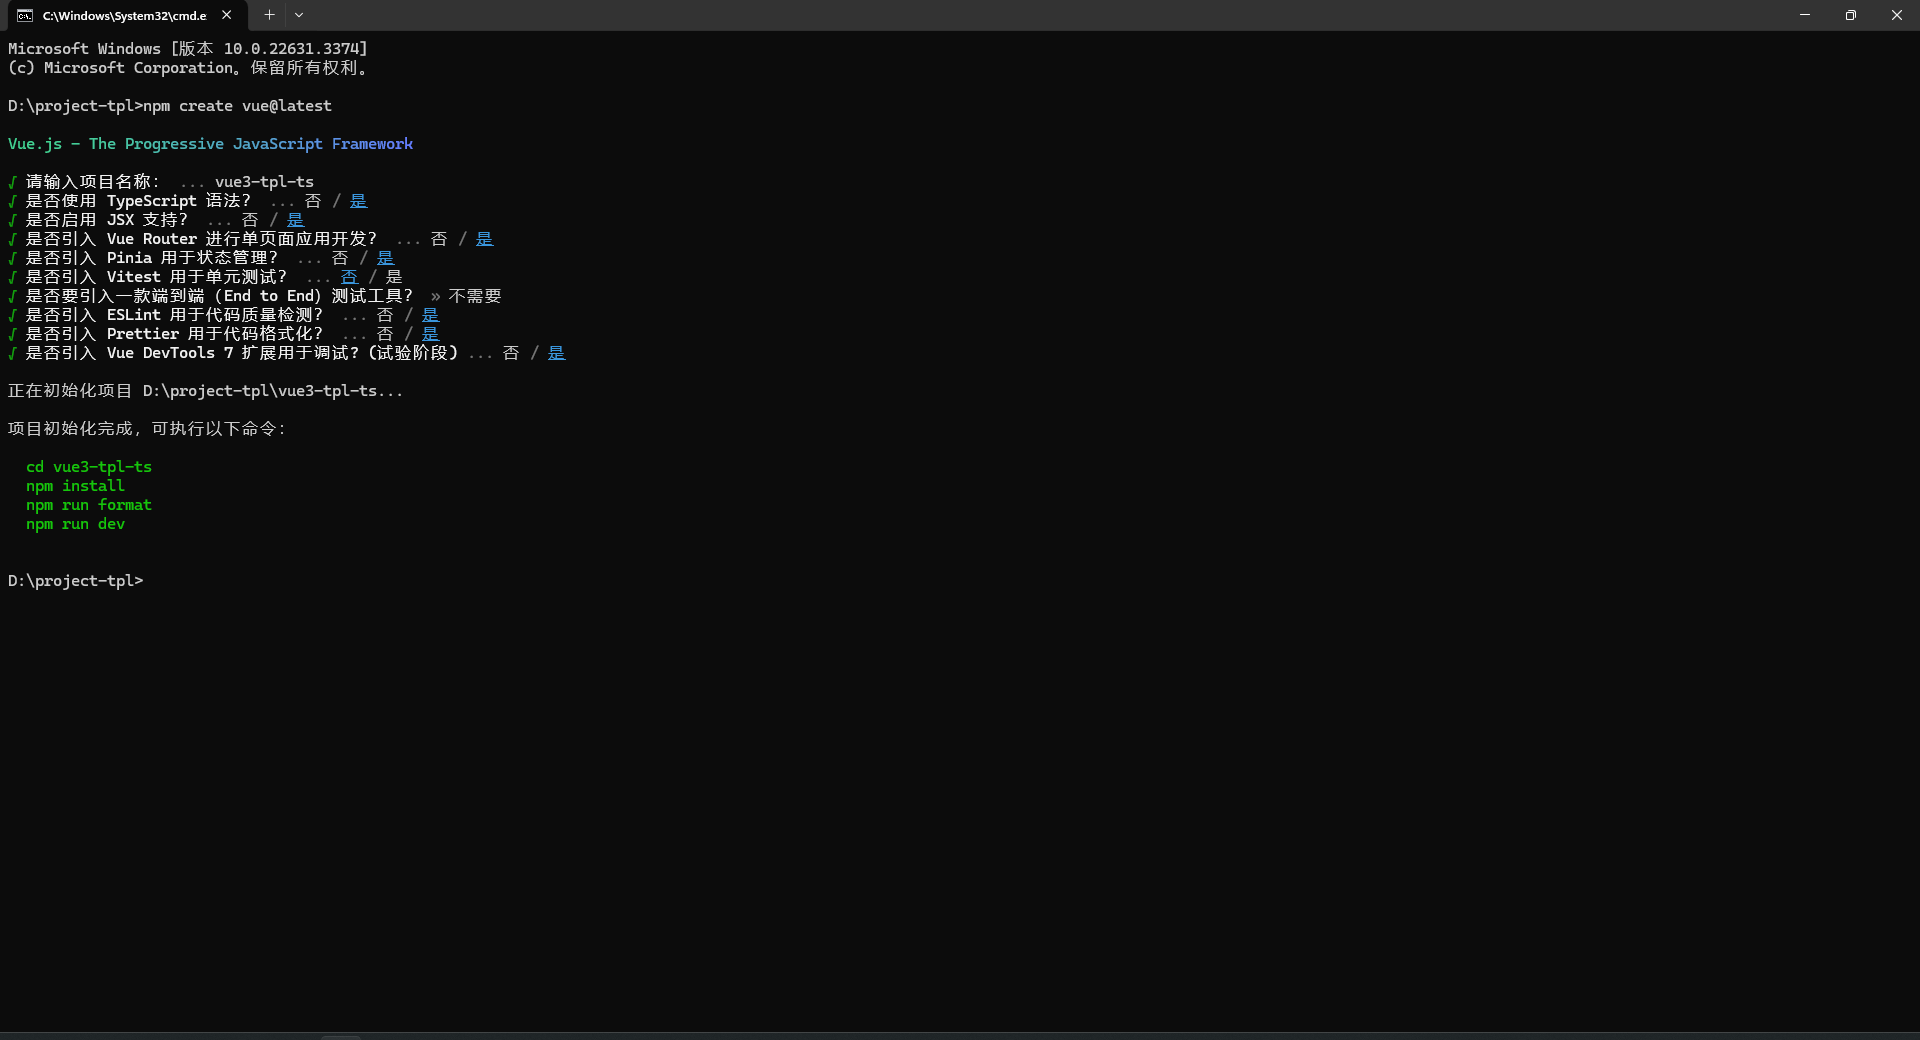 C:\Windows\System32\cmd.e
Microsoft Windows [版本 10.0.22631.3374]
(c) Microsoft Corporation。保留所有权利。
D:\project-tpl>npm create vue@latest
Vue.js - The Progressive JavaScript Framework
√ 请输入项目名称： ... vue3-tpl-ts
√ 是否使用 TypeScript 语法？ ... 否 / 是
√ 是否启用 JSX 支持？ ... 否 / 是
√ 是否引入 Vue Router 进行单页面应用开发？ ... 否 / 是
√ 是否引入 Pinia 用于状态管理？ ... 否 / 是
√ 是否引入 Vitest 用于单元测试？ ... 否 / 是
√ 是否要引入一款端到端（End to End）测试工具？ » 不需要
√ 是否引入 ESLint 用于代码质量检测？ ... 否 / 是
√ 是否引入 Prettier 用于代码格式化？ ... 否 / 是
√ 是否引入 Vue DevTools 7 扩展用于调试？(试验阶段) ... 否 / 是
正在初始化项目 D:\project-tpl\vue3-tpl-ts...
项目初始化完成，可执行以下命令：
cd vue3-tpl-ts
npm install
npm run format
npm run dev
D:\project-tpl>